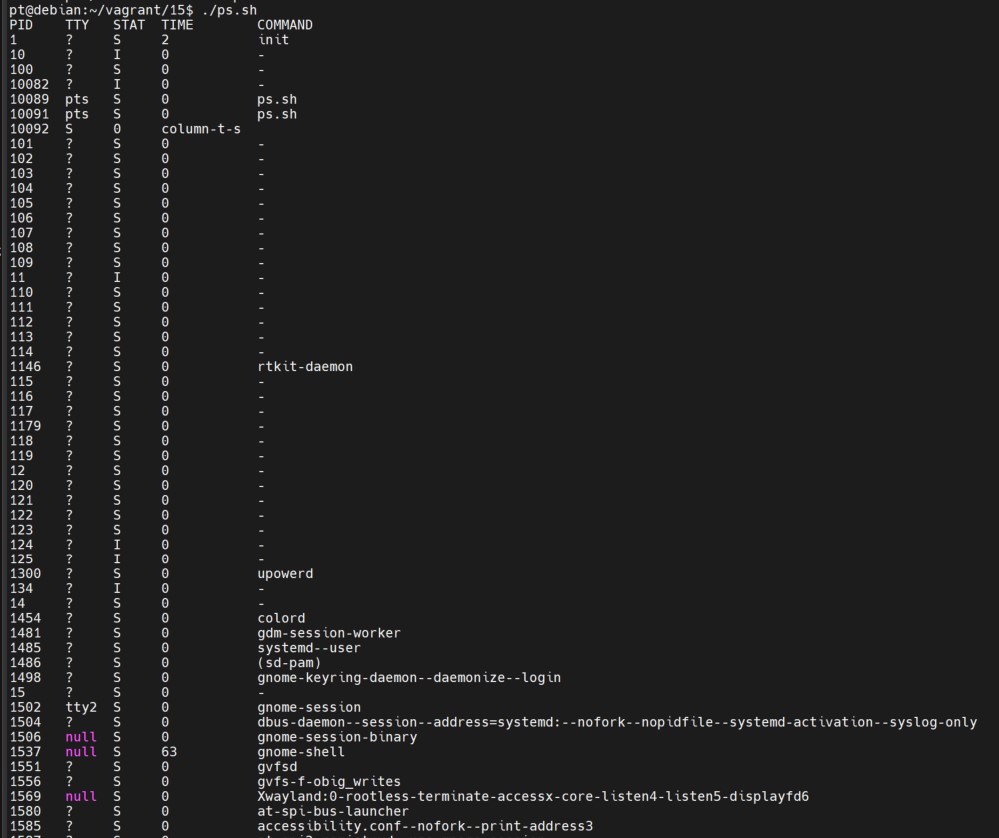 pt@debian:~/vagrant/15$ ./ps.sh
PID TTY STAT TIME COMMAND
1 ? S 2 init
10 ? I 0 -
100 ? S 0 -
10082 ? I 0 -
10089 pts S 0 ps.sh
10091 pts S 0 ps.sh
10092 S 0 column-t-s
101 ? S 0 -
102 ? S 0 -
103 ? S 0 -
104 ? S 0 -
105 ? S 0 -
106 ? S 0 -
107 ? S 0 -
108 ? S 0 -
109 ? S 0 -
11 ? I 0 -
110 ? S 0 -
111 ? S 0 -
112 ? S 0 -
113 ? S 0 -
114 ? S 0 -
1146 ? S 0 rtkit-daemon
115 ? S 0 -
116 ? S 0 -
117 ? S 0 -
1179 ? S 0 -
118 ? S 0 -
119 ? S 0 -
12 ? S 0 -
120 ? S 0 -
121 ? S 0 -
122 ? S 0 -
123 ? S 0 -
124 ? I 0 -
125 ? I 0 -
1300 ? S 0 upowerd
134 ? I 0 -
14 ? S 0 -
1454 ? S 0 colord
1481 ? S 0 gdm-session-worker
1485 ? S 0 systemd--user
1486 ? S 0 (sd-pam)
1498 ? S 0 gnome-keyring-daemon--daemonize--login
15 ? S 0 -
1502 tty2 S 0 gnome-session
1504 ? S 0 dbus-daemon--session--address=systemd:--nofork--nopidfile--systemd-activation--syslog-only
1506 null S 0 gnome-session-binary
1537 null S 63 gnome-shell
1551 ? S 0 gvfsd
1556 ? S 0 gvfs-f-obig_writes
1569 null S 0 Xwayland:0-rootless-terminate-accessx-core-listen4-listen5-displayfd6
1580 ? S 0 at-spi-bus-launcher
1585 ? S 0 accessibility.conf--nofork--print-address3